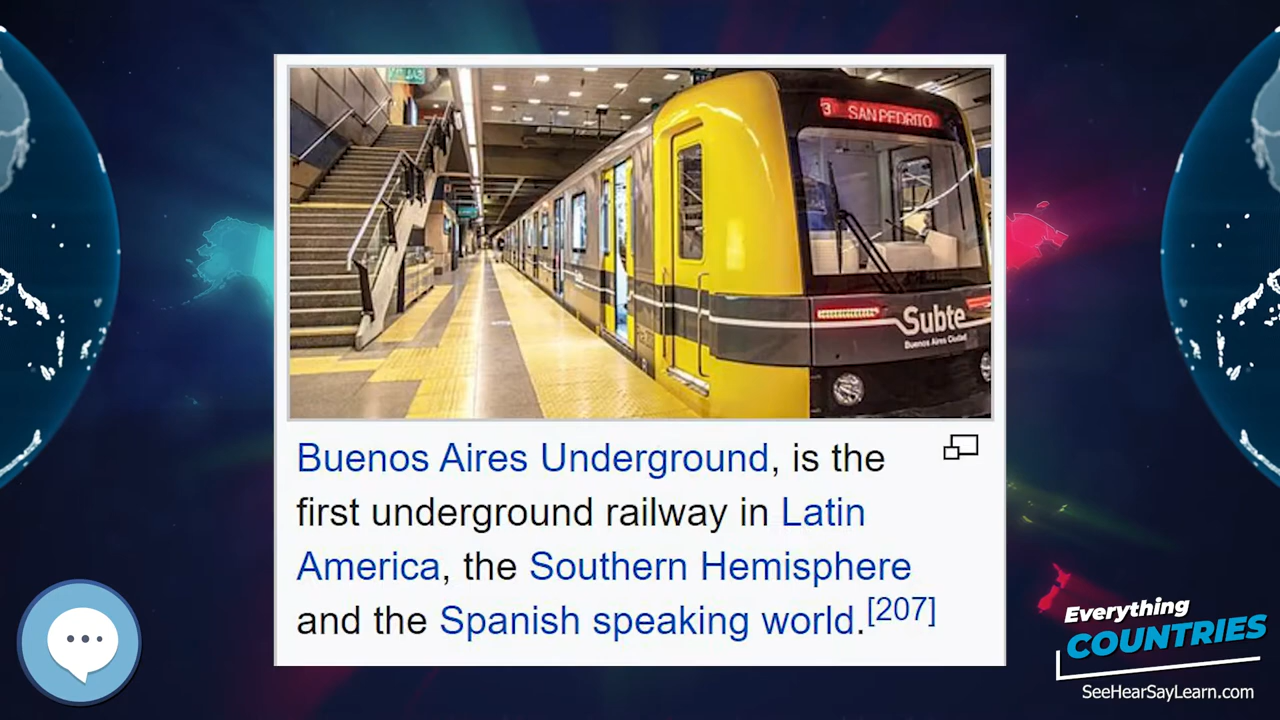 3 SAN PEDRITO
Subte
Buenos Aires Ciudad
Buenos Aires Underground, is the
first underground railway in Latin
America, the Southern Hemisphere
and the Spanish speaking world.[207]
Everything
COUNTRIES
SeeHearSayLearn.com